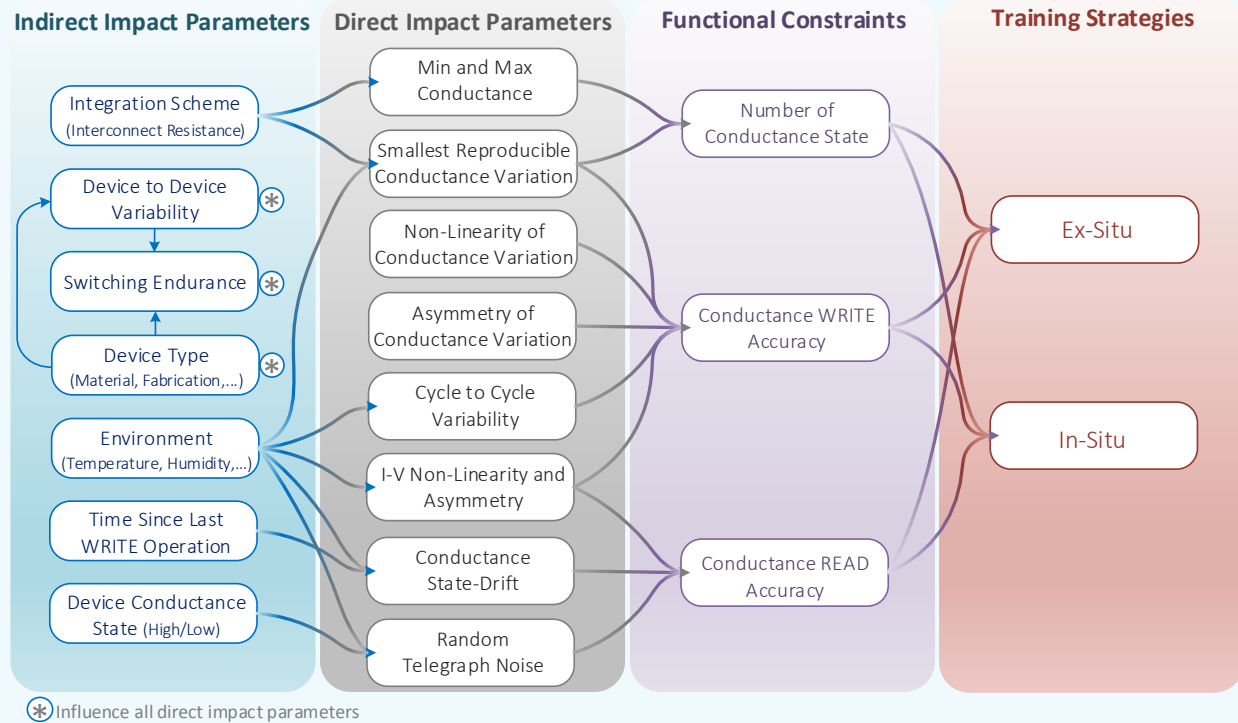 Indirect Impact Parameters
Integration Scheme
(Interconnect Resistance)
Device to Device
Variability
*
Switching Endurance
*
Device Type
(Material, Fabrication,...)
*
Environment
(Temperature, Humidity,...)
Time Since Last
WRITE Operation
Device Conductance
State (High/Low)
Direct Impact Parameters
Min and Max
Conductance
Smallest Reproducible
Conductance Variation
Non-Linearity of
Conductance Variation
Asymmetry of
Conductance Variation
Cycle to Cycle
Variability
I-V Non-Linearity and
Asymmetry
Conductance
State-Drift
Random
Telegraph Noise
Functional Constraints
Number of
Conductance State
Conductance WRITE
Accuracy
Conductance READ
Accuracy
Training Strategies
Ex-Situ
In-Situ
* Influence all direct impact parameters